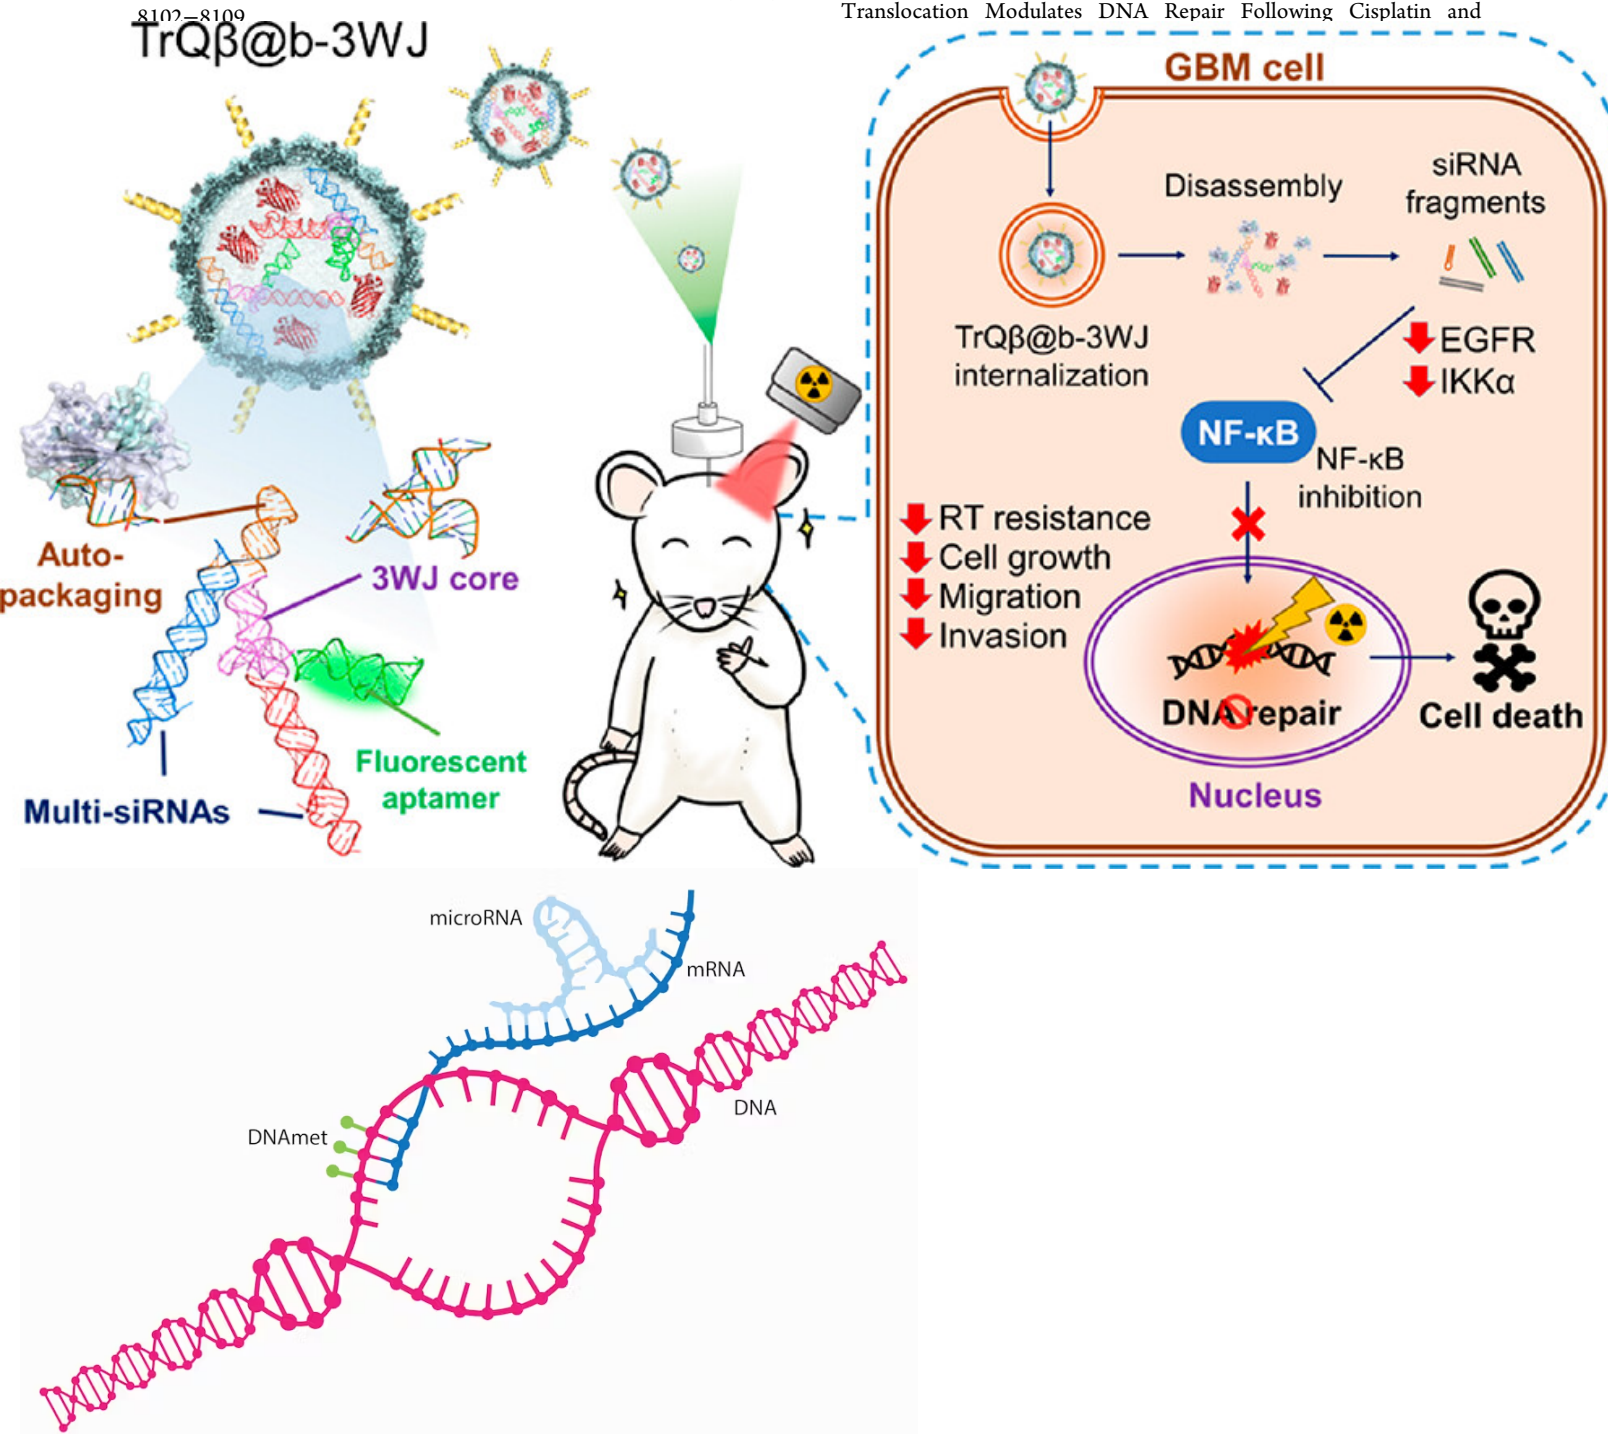 8102−8109
Translocation Modulates DNA Repair Following Cisplatin and
TrQβ@b-3WJ
GBM cell
Disassembly
siRNA
fragments
TrQβ@b-3WJ
internalization
EGFR
IKKα
NF-κB
NF-κB
inhibition
RT resistance
Cell growth
Migration
Invasion
DNA repair
Cell death
Nucleus
Auto-
packaging
3WJ core
Fluorescent
aptamer
Multi-siRNAs
microRNA
mRNA
DNA
DNAmet